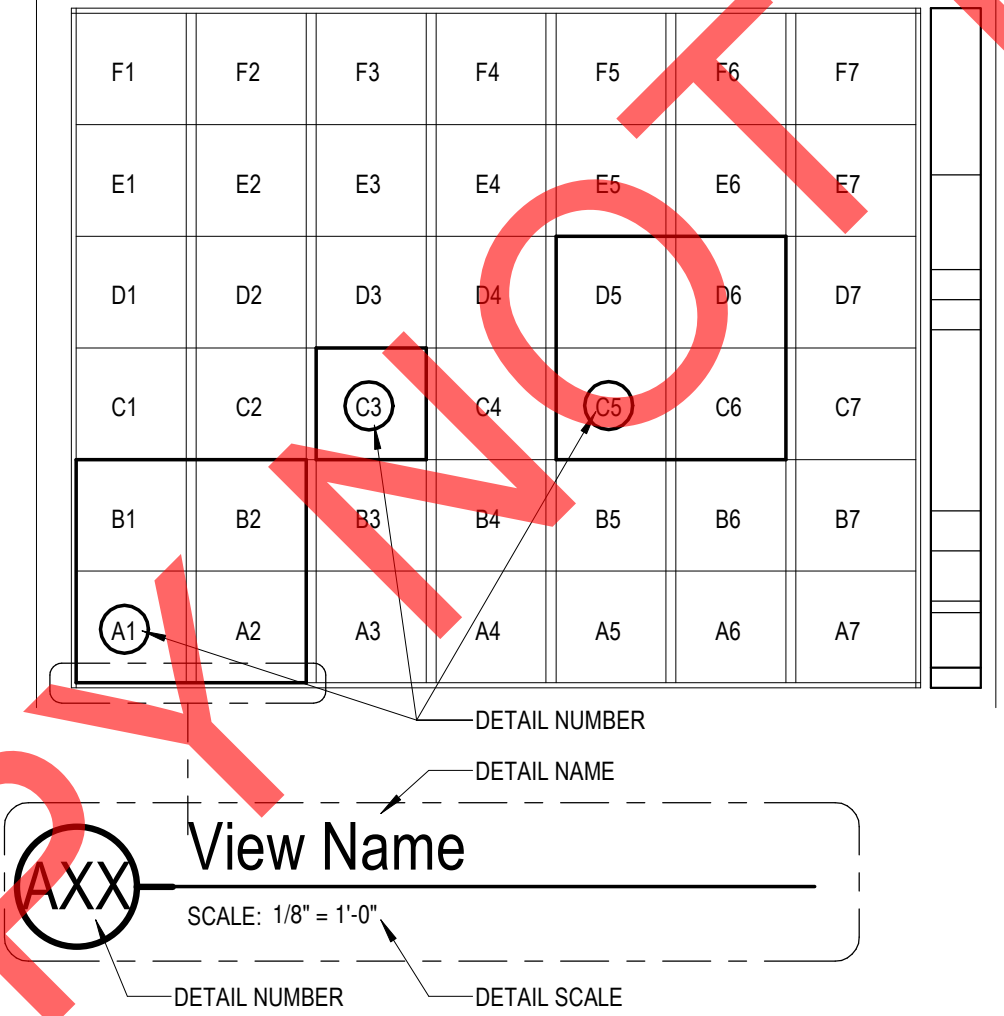 F1 F2 F3 F4 F5 F6 F7
E1 E2 E3 E4 E5 E6 E7
D1 D2 D3 D4 D5 D6 D7
C1 C2 C3 C4 C5 C6 C7
B1 B2 B3 B4 B5 B6 B7
A1 A2 A3 A4 A5 A6 A7
DETAIL NUMBER
DETAIL NAME
View Name
AXX
SCALE: 1/8" = 1'-0"
DETAIL NUMBER
DETAIL SCALE
PY NOT